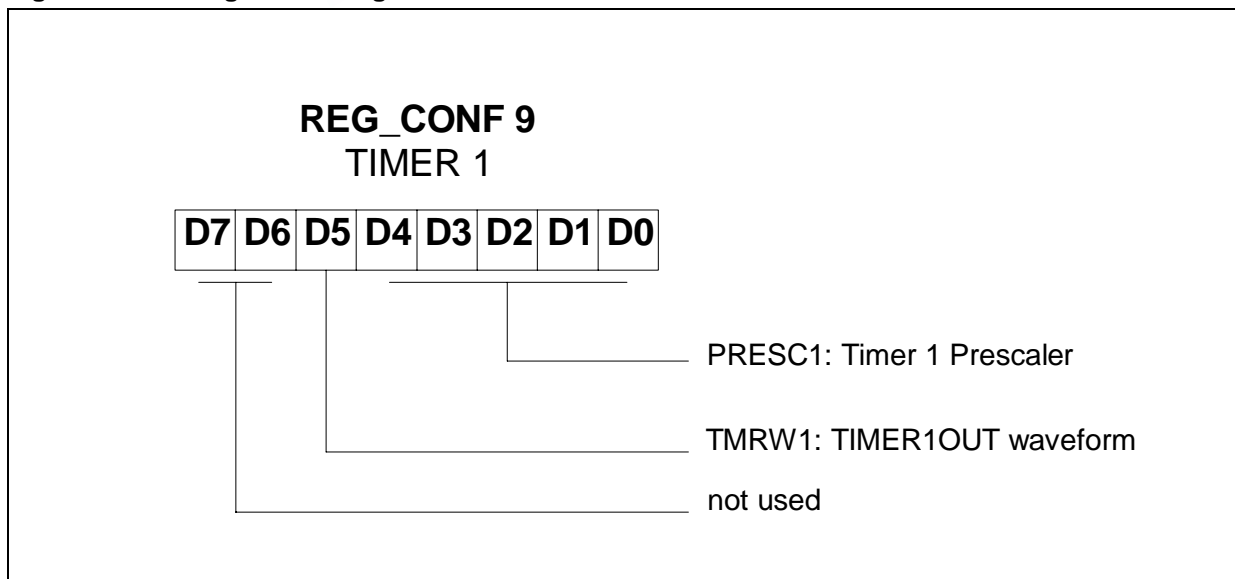 REG_CONF 9
TIMER 1
D7 D6 D5 D4 D3 D2 D1 D0
PRESC1: Timer 1 Prescaler
TMRW1: TIMER1OUT waveform
not used